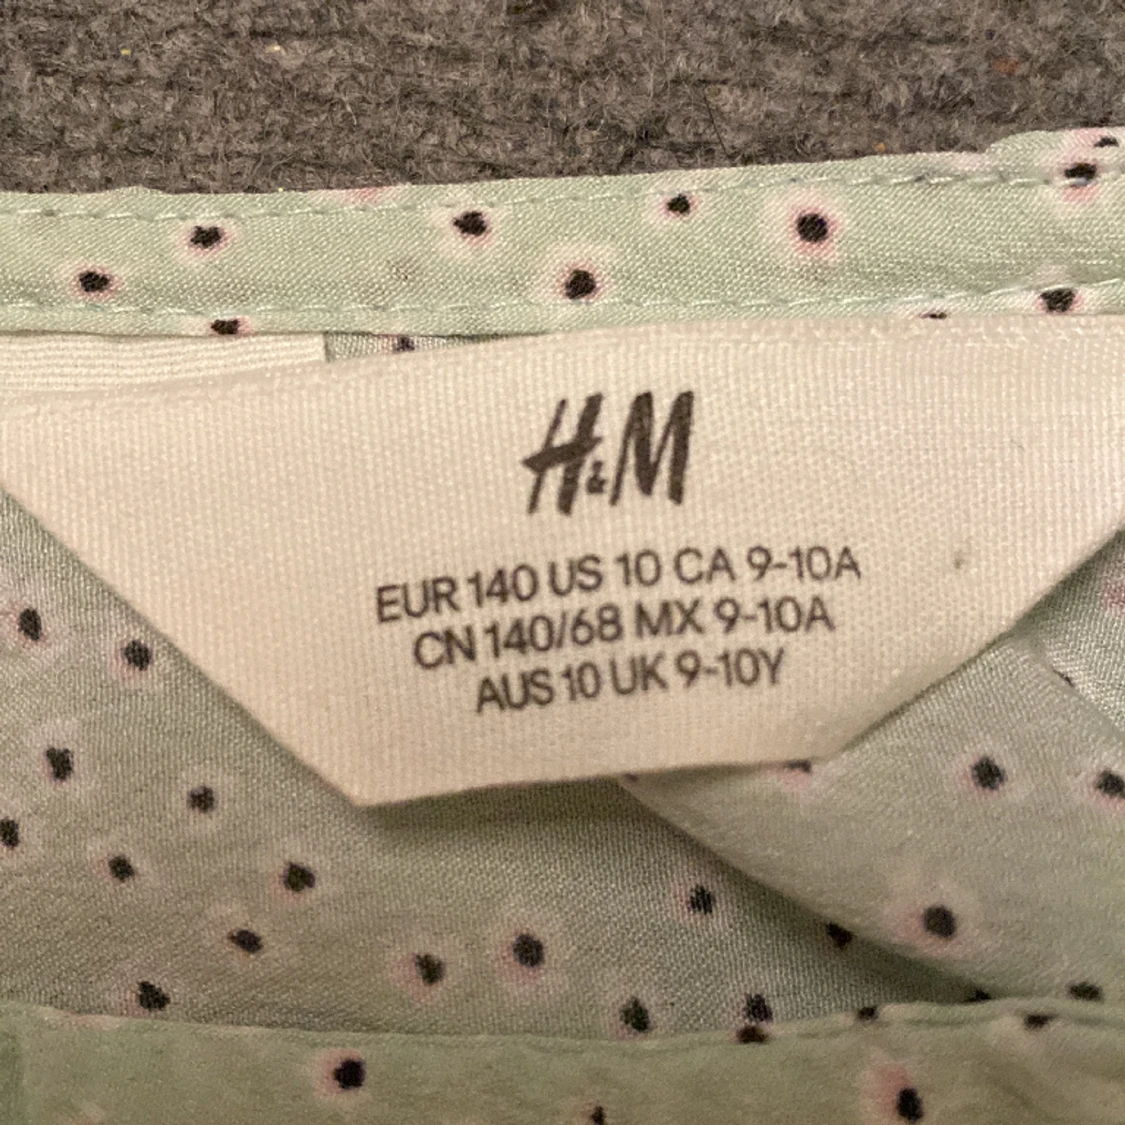 H&M
EUR 140 US 10 CA 9-10A
CN 140/68 MX 9-10A
AUS 10 UK 9-10Y